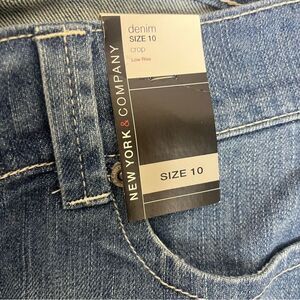 denim
SIZE 10
crop
Low Rise
NEW YORK & COMPANY
SIZE 10